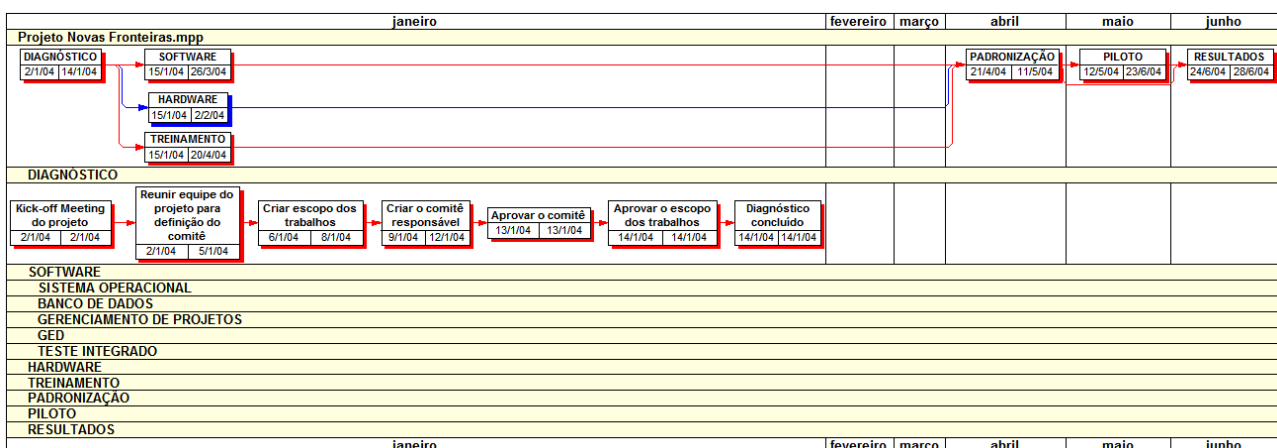 janeiro fevereiro março abril maio junho
Projeto Novas Fronteiras.mpp
DIAGNÓSTICO SOFTWARE PADRONIZAÇÃO PILOTO RESULTADOS
2/1/04 14/1/04 15/1/04 26/3/04 21/4/04 11/5/04 12/5/04 23/6/04 24/6/04 28/6/04
HARDWARE
15/1/04 2/2/04
TREINAMENTO
15/1/04 20/4/04
DIAGNÓSTICO
Kick-off Meeting
do projeto
2/1/04 2/1/04
Reunir equipe do
projeto para
definição do
comitê
2/1/04 5/1/04
Criar escopo dos
trabalhos
6/1/04 8/1/04
Criar o comitê
responsável
9/1/04 12/1/04
Aprovar o comitê
13/1/04 13/1/04
Aprovar o escopo
dos trabalhos
14/1/04 14/1/04
Diagnóstico
concluído
14/1/04 14/1/04
SOFTWARE
SISTEMA OPERACIONAL
BANCO DE DADOS
GERENCIAMENTO DE PROJETOS
GED
TESTE INTEGRADO
HARDWARE
TREINAMENTO
PADRONIZAÇÃO
PILOTO
RESULTADOS
janeiro fevereiro março abril maio junho